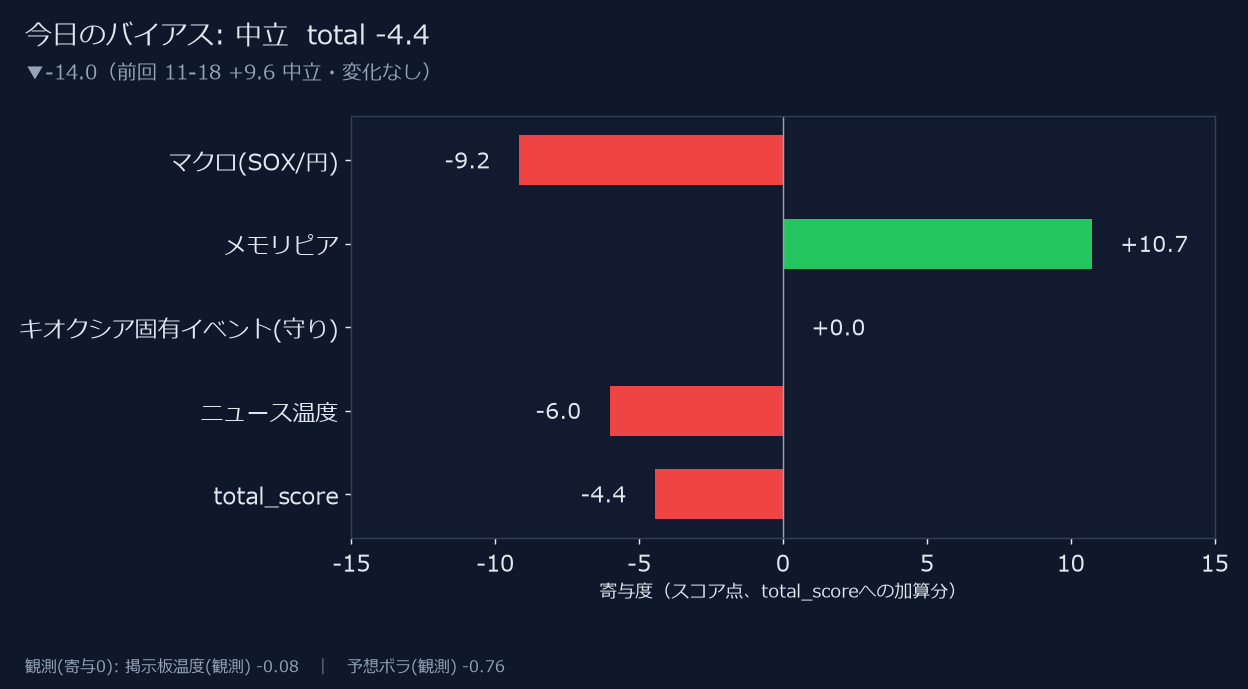 今日のバイアス: 中立  total -4.4
▼-14.0（前回 11-18 +9.6 中立・変化なし）
マクロ(SOX/円)
-9.2
メモリピア
+10.7
キオクシア固有イベント(守り)
+0.0
ニュース温度
-6.0
total_score
-4.4
-15 -10 -5 0 5 10 15
寄与度（スコア点、total_scoreへの加算分）
観測(寄与0): 掲示板温度(観測) -0.08 ｜ 予想ボラ(観測) -0.76